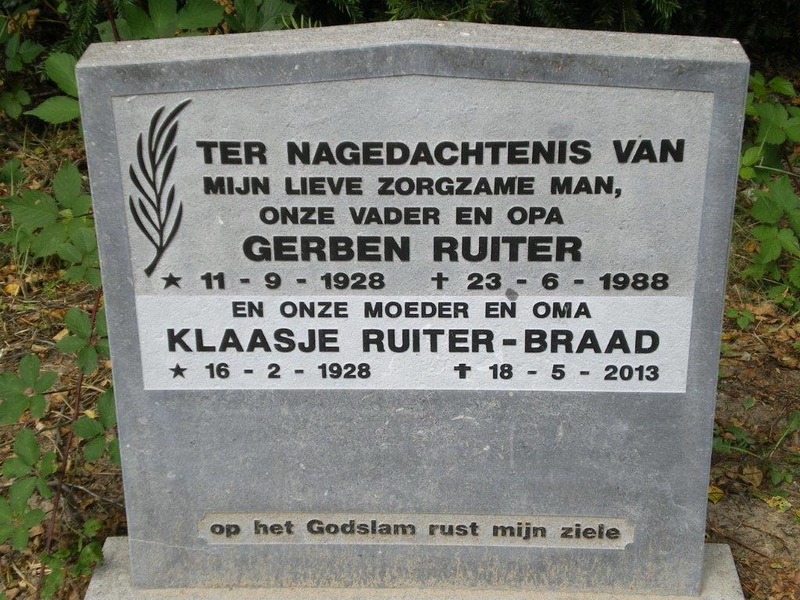 TER NAGEDACHTENIS VAN
MIJN LIEVE ZORGZAME MAN,
ONZE VADER EN OPA
GERBEN RUITER
★ 11 - 9 - 1928 ✝ 23 - 6 - 1988
EN ONZE MOEDER EN OMA
KLAASJE RUITER-BRAAD
★ 16 - 2 - 1928 ✝ 18 - 5 - 2013
op het Godslam rust mijn ziele